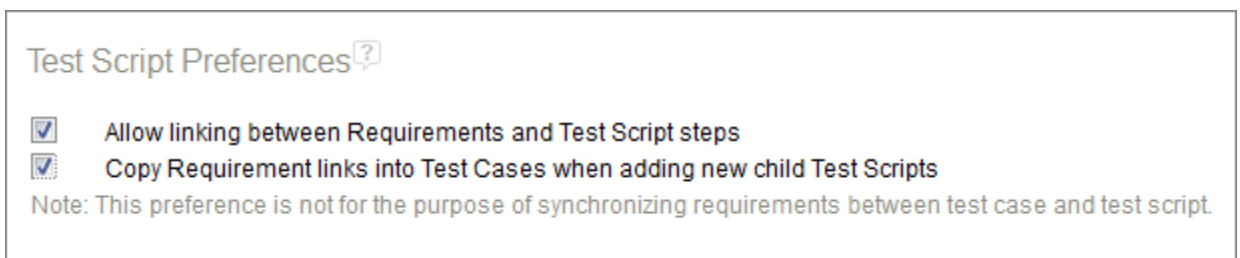 Test Script Preferences ?
Allow linking between Requirements and Test Script steps
Copy Requirement links into Test Cases when adding new child Test Scripts
Note: This preference is not for the purpose of synchronizing requirements between test case and test script.